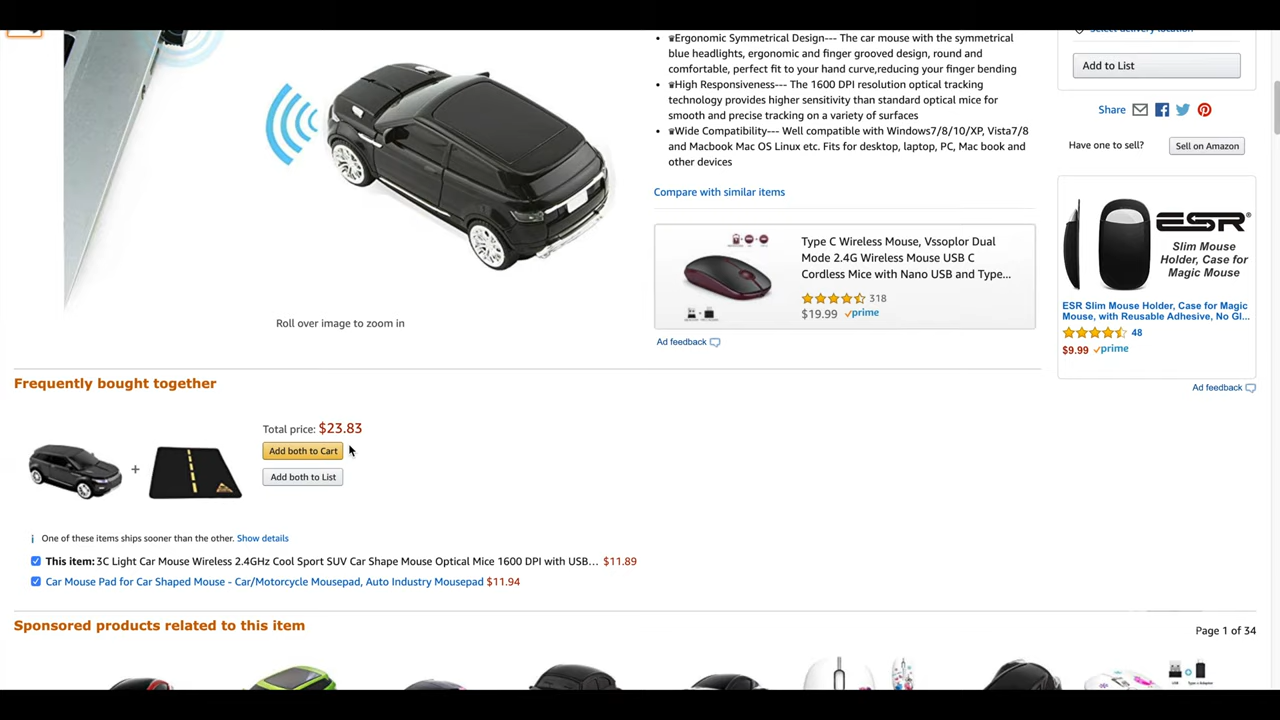 ♛Ergonomic Symmetrical Design--- The car mouse with the symmetrical
blue headlights, ergonomic and finger grooved design, round and
comfortable, perfect fit to your hand curve,reducing your finger bending
♛High Responsiveness--- The 1600 DPI resolution optical tracking
technology provides higher sensitivity than standard optical mice for
smooth and precise tracking on a variety of surfaces
♛Wide Compatibility--- Well compatible with Windows7/8/10/XP, Vista7/8
and Macbook Mac OS Linux etc. Fits for desktop, laptop, PC, Mac book and
other devices
Compare with similar items
Type C Wireless Mouse, Vssoplor Dual
Mode 2.4G Wireless Mouse USB C
Cordless Mice with Nano USB and Type...
318
$19.99 prime
Ad feedback
Select delivery location
Add to List
Share
Have one to sell?
Sell on Amazon
ESR®
Slim Mouse
Holder, Case for
Magic Mouse
ESR Slim Mouse Holder, Case for Magic
Mouse, with Reusable Adhesive, No Gl...
48
$9.99 prime
Ad feedback
Roll over image to zoom in
Frequently bought together
Total price: $23.83
Add both to Cart
+
Add both to List
i One of these items ships sooner than the other. Show details
This item: 3C Light Car Mouse Wireless 2.4GHz Cool Sport SUV Car Shape Mouse Optical Mice 1600 DPI with USB... $11.89
Car Mouse Pad for Car Shaped Mouse - Car/Motorcycle Mousepad, Auto Industry Mousepad $11.94
Sponsored products related to this item
Page 1 of 34